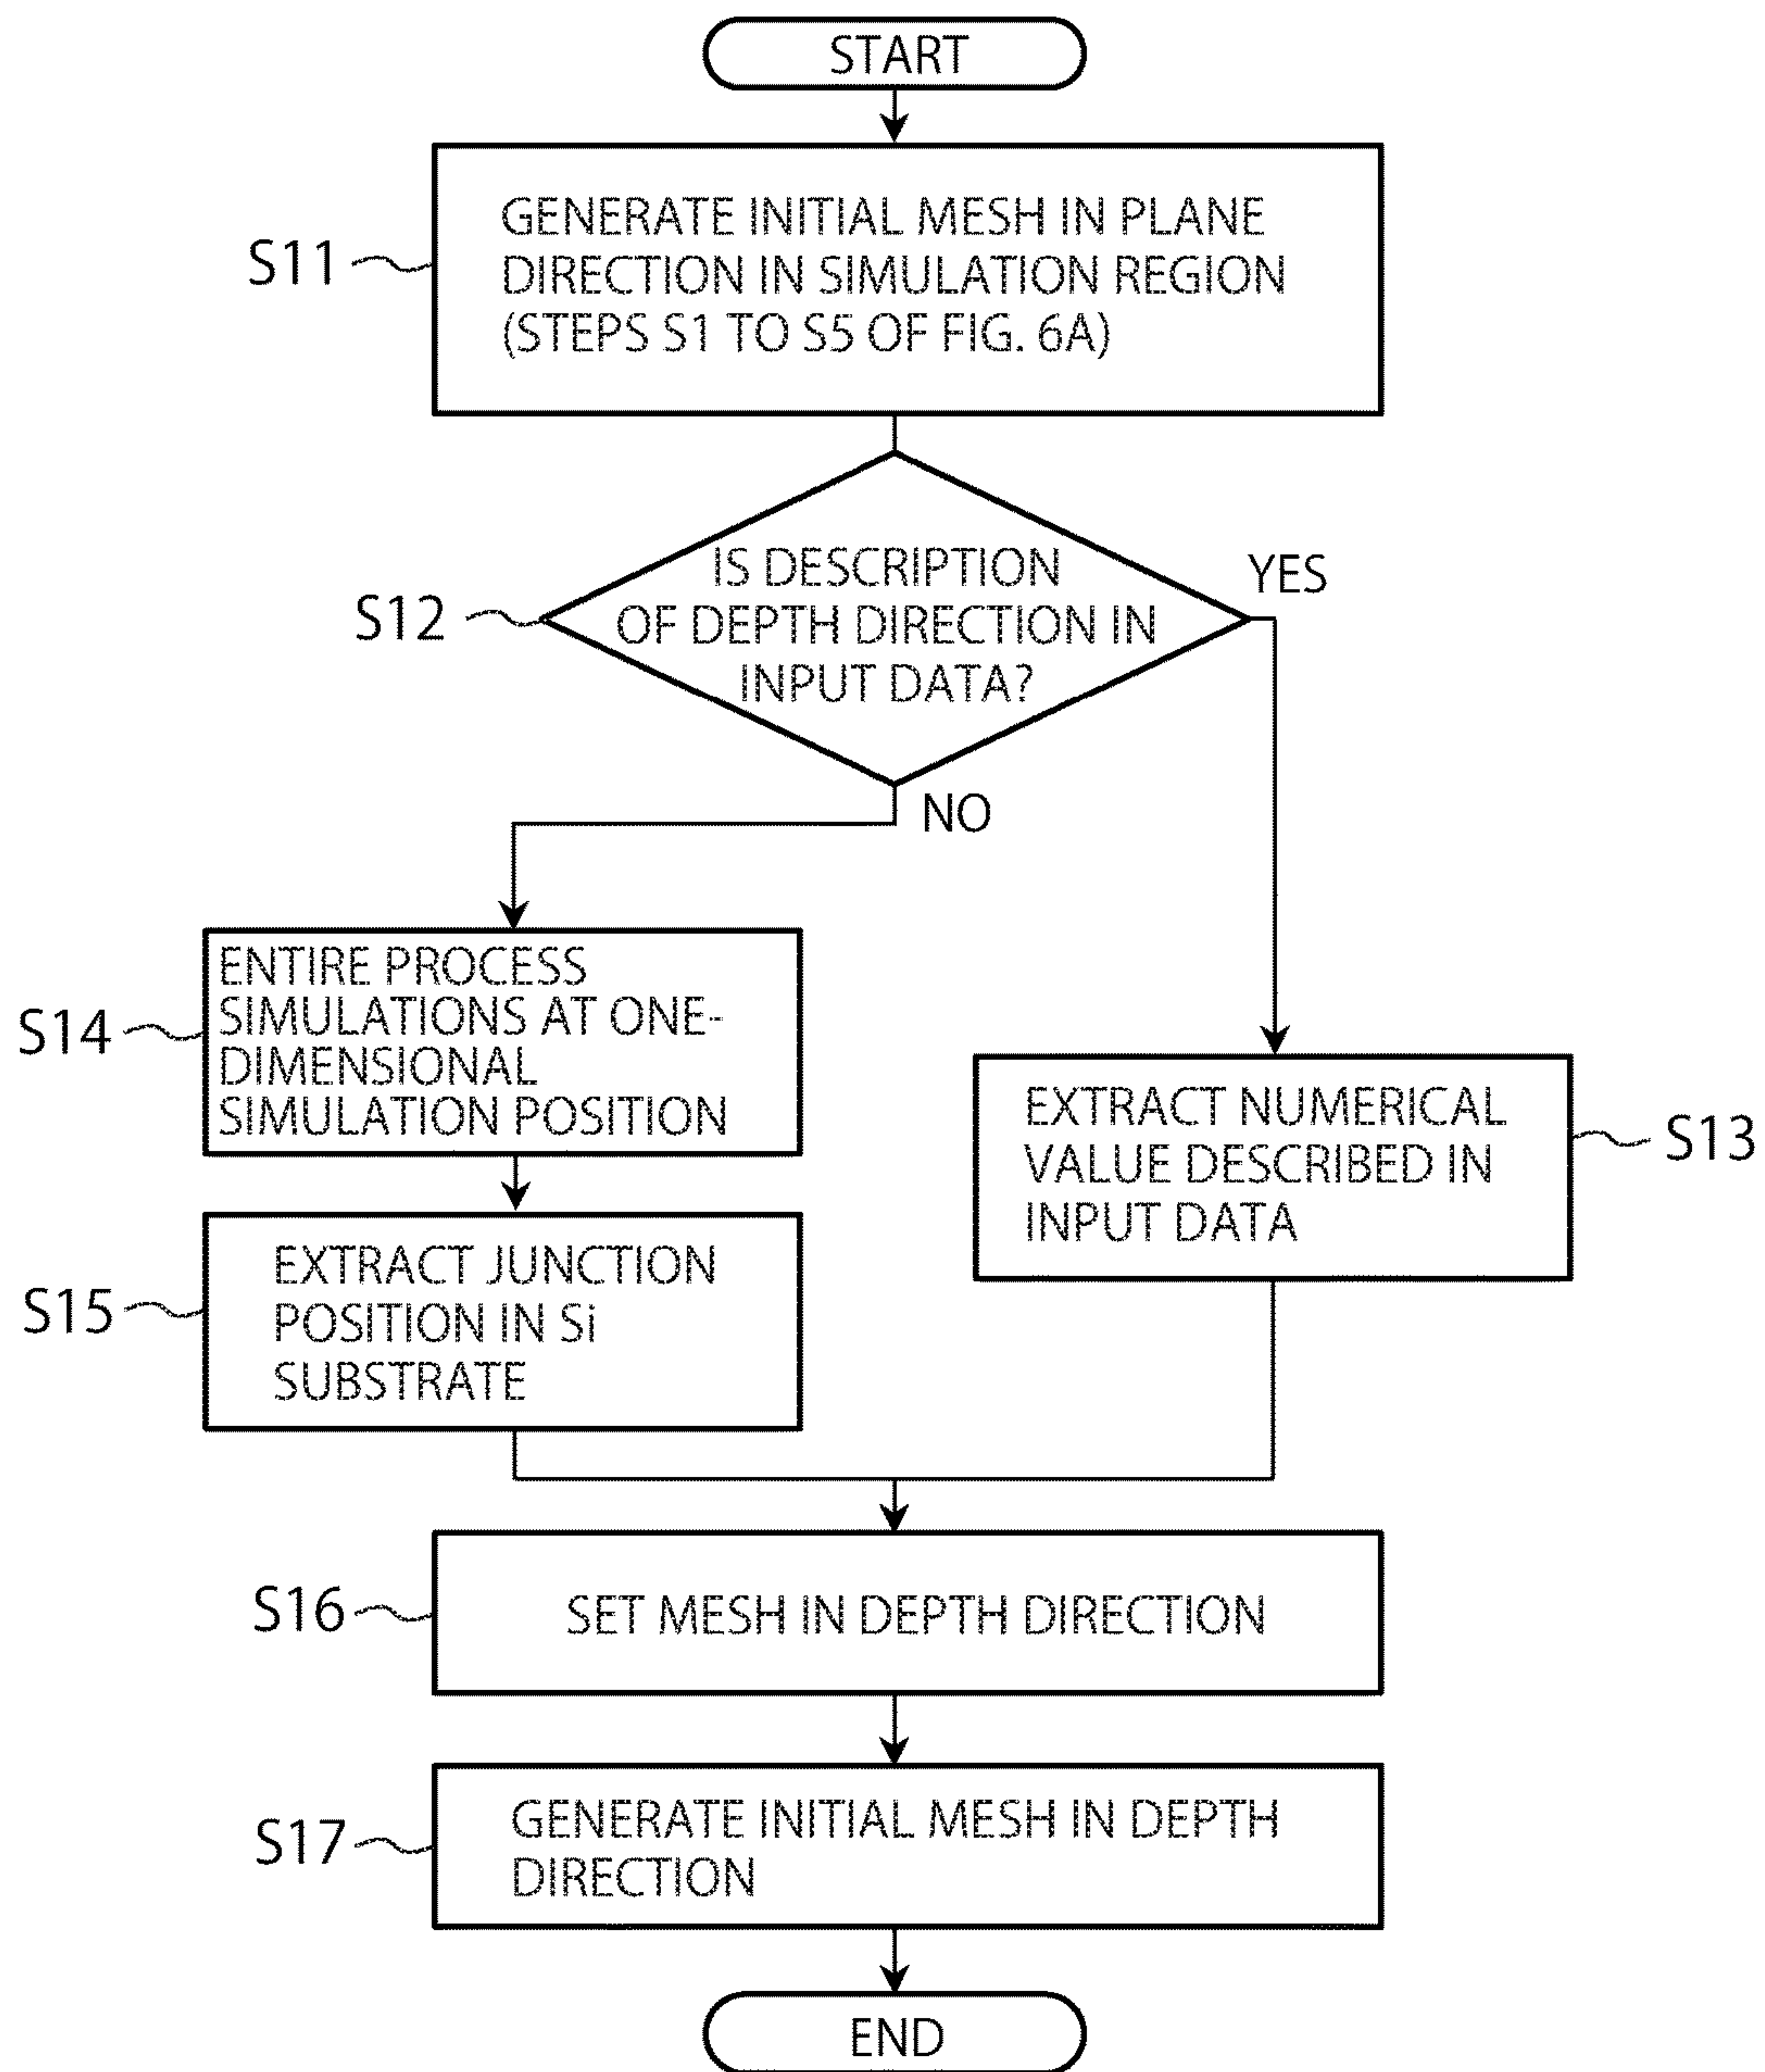 START
S11
GENERATE INITIAL MESH IN PLANE
DIRECTION IN SIMULATION REGION
(STEPS S1 TO S5 OF FIG. 6A)
S12
IS DESCRIPTION
OF DEPTH DIRECTION IN
INPUT DATA?
YES
NO
S14
ENTIRE PROCESS
SIMULATIONS AT ONE-
DIMENSIONAL
SIMULATION POSITION
EXTRACT NUMERICAL
VALUE DESCRIBED IN
INPUT DATA
S13
S15
EXTRACT JUNCTION
POSITION IN Si
SUBSTRATE
S16
SET MESH IN DEPTH DIRECTION
S17
GENERATE INITIAL MESH IN DEPTH
DIRECTION
END